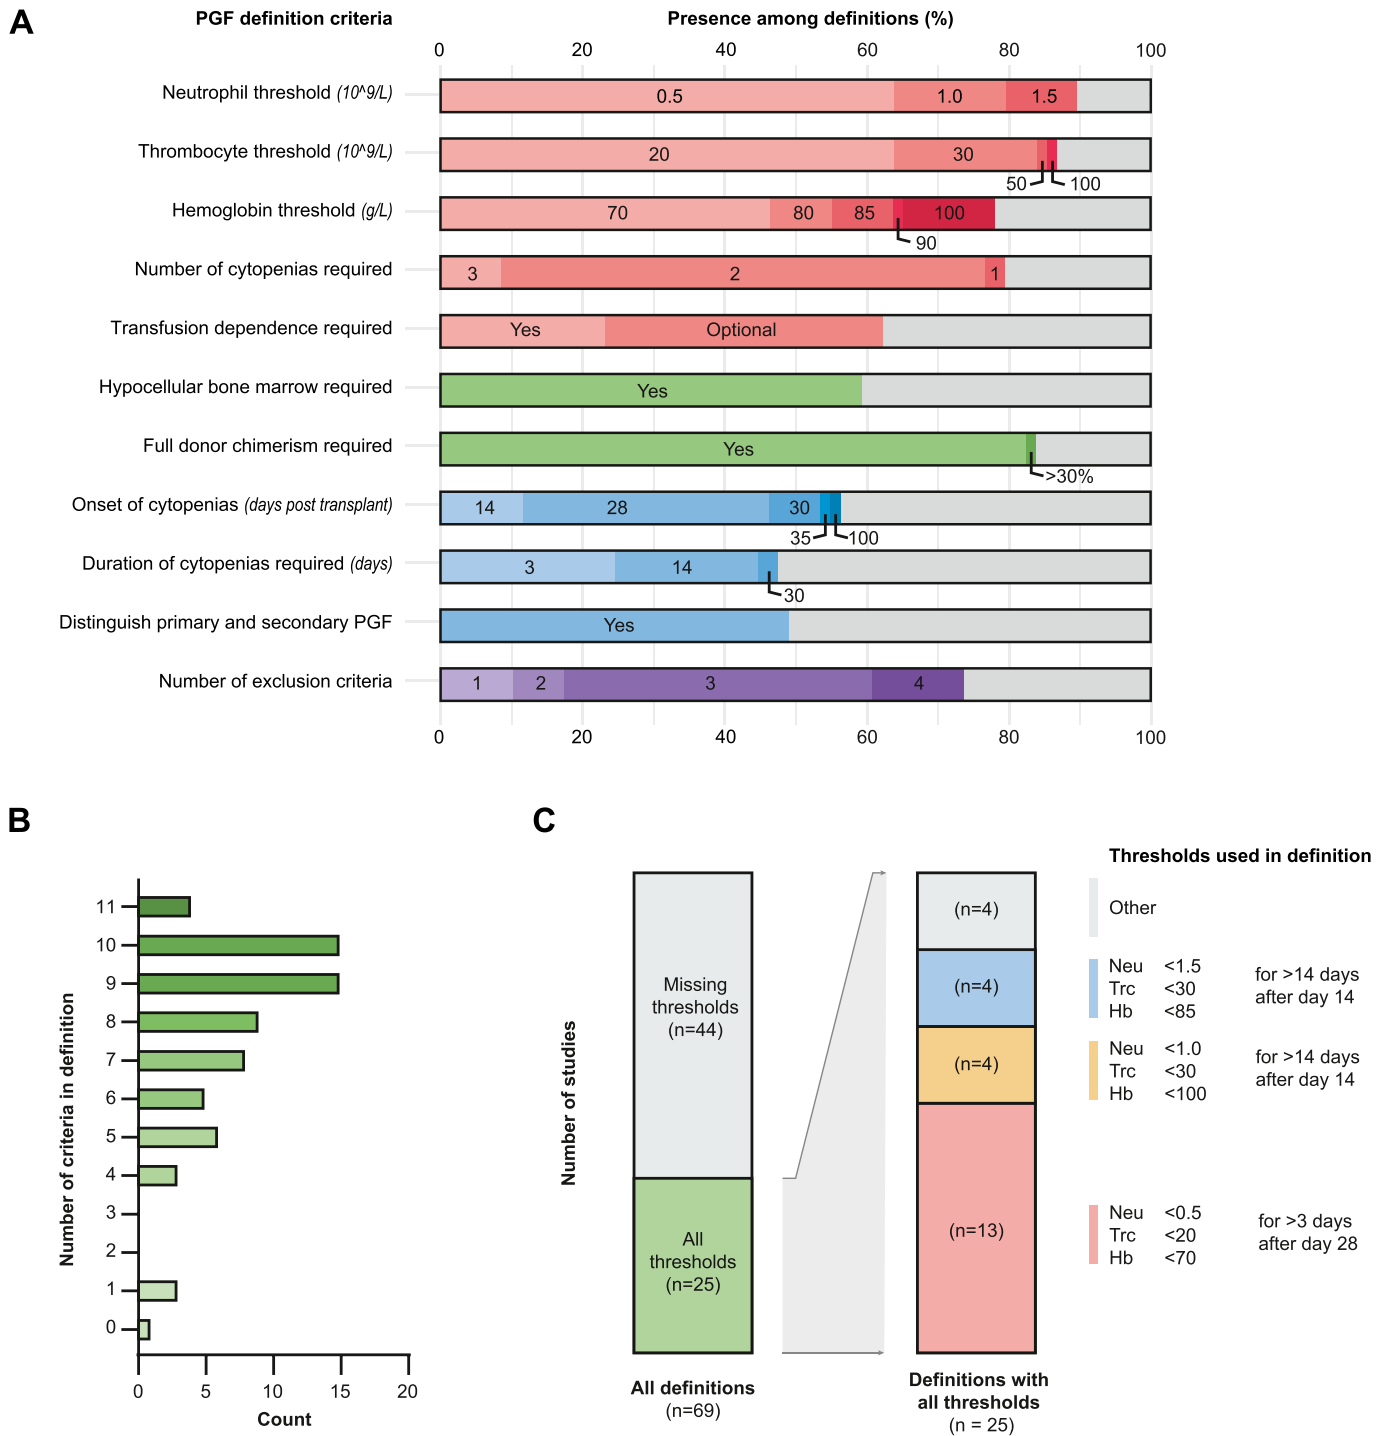 A
PGF definition criteria
Presence among definitions (%)
0 20 40 60 80 100
Neutrophil threshold (10^9/L) 0.5 1.0 1.5
Thrombocyte threshold (10^9/L) 20 30
50 100
Hemoglobin threshold (g/L) 70 80 85 100
90
Number of cytopenias required 3 2 1
Transfusion dependence required Yes Optional
Hypocellular bone marrow required Yes
Full donor chimerism required Yes
>30%
Onset of cytopenias (days post transplant) 14 28 30
35 100
Duration of cytopenias required (days) 3 14
30
Distinguish primary and secondary PGF Yes
Number of exclusion criteria 1 2 3 4
0 20 40 60 80 100
B
Number of criteria in definition
11
10
9
8
7
6
5
4
3
2
1
0
0 5 10 15 20
Count
C
Number of studies
Missing
thresholds
(n=44)
All
thresholds
(n=25)
All definitions
(n=69)
(n=4)
(n=4)
(n=4)
(n=13)
Definitions with
all thresholds
(n = 25)
Thresholds used in definition
Other
Neu <1.5
Trc <30
Hb <85
for >14 days
after day 14
Neu <1.0
Trc <30
Hb <100
for >14 days
after day 14
Neu <0.5
Trc <20
Hb <70
for >3 days
after day 28